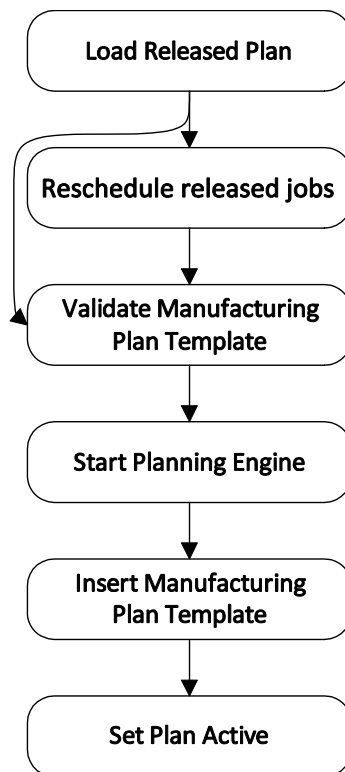 Load Released Plan
Reschedule released jobs
Validate Manufacturing
Plan Template
Start Planning Engine
Insert Manufacturing
Plan Template
Set Plan Active